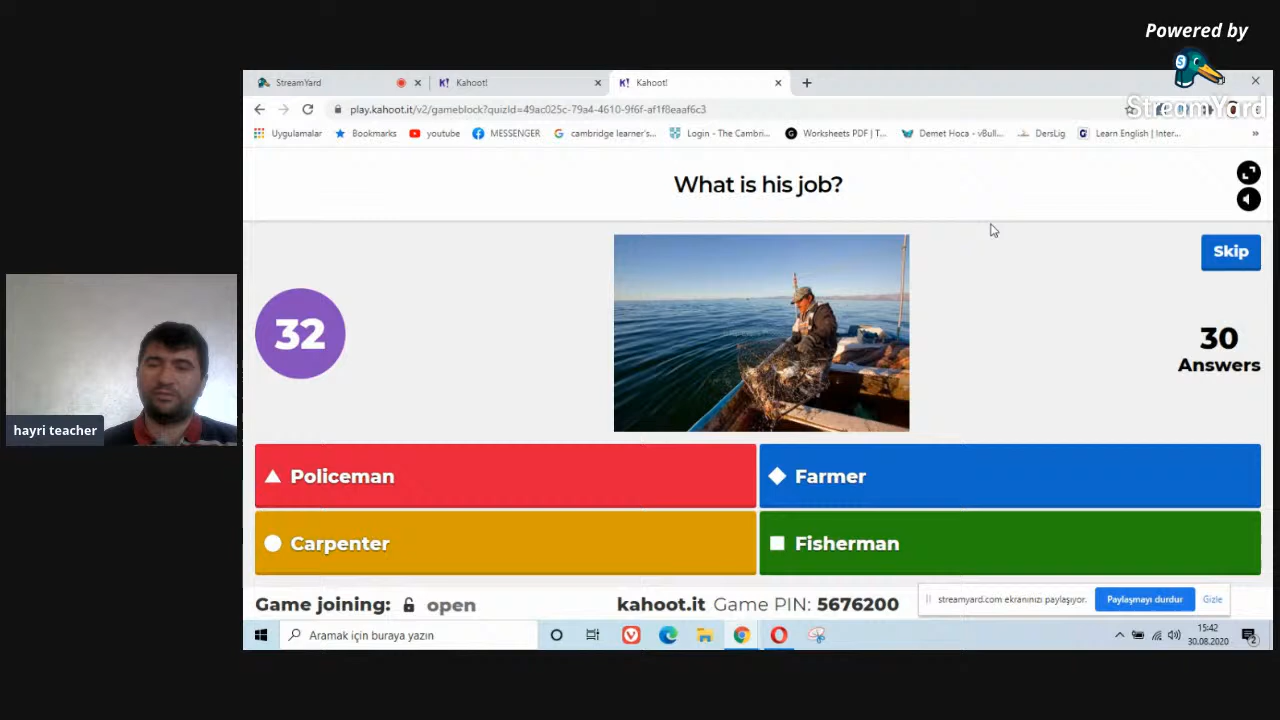 Powered by
StreamYard
StreamYard
Kahoot!
Kahoot!
play.kahoot.it/v2/gameblock?quizId=49ac025c-79a4-4610-9f6f-af1f8eaaf6c3
Uygulamalar
Bookmarks
youtube
MESSENGER
cambridge learner's...
Login - The Cambri...
Worksheets PDF | T...
Demet Hoca - vBull...
DersLig
Learn English | Inter...
What is his job?
Skip
32
30
Answers
hayri teacher
Policeman
Farmer
Carpenter
Fisherman
Game joining: open
kahoot.it Game PIN: 5676200
streamyard.com ekranınızı paylaşıyor.
Paylaşmayı durdur
Gizle
Aramak için buraya yazın
15:42
30.08.2020
2